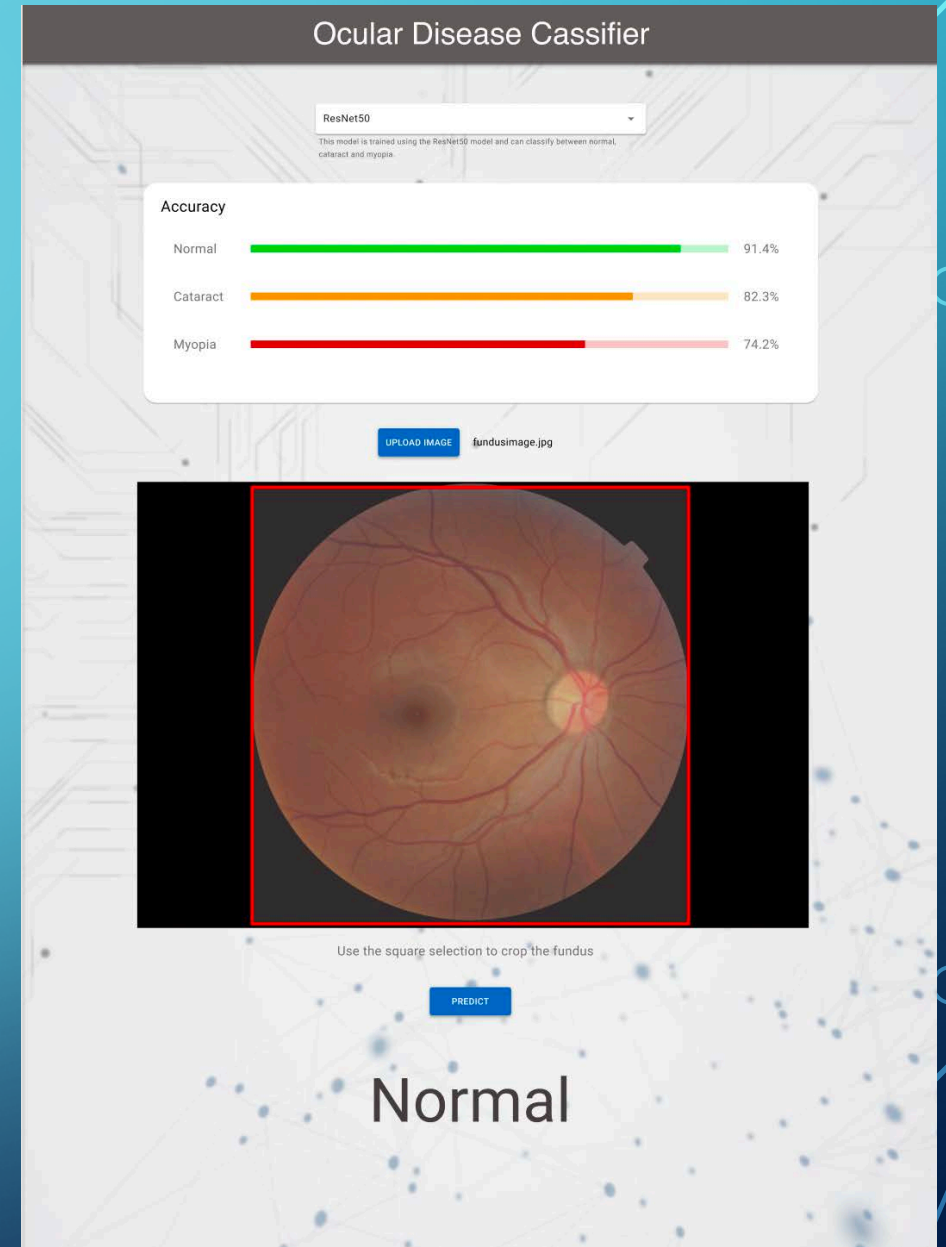 Ocular Disease Cassifier
ResNet50
This model is trained using the ResNet50 model and can classify between normal,
cataract and myopia.
Accuracy
Normal 91.4%
Cataract 82.3%
Myopia 74.2%
UPLOAD IMAGE fundusimage.jpg
Use the square selection to crop the fundus
PREDICT
Normal